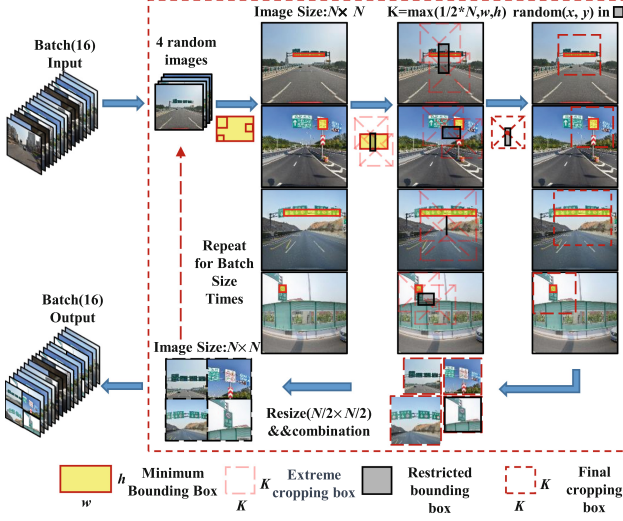 Image Size:N× N
K=max(1/2*N,w,h)
random(x, y) in
Batch(16)
Input
4 random
images
Repeat
for Batch
Size
Times
Batch(16)
Output
Image Size:N×N
Resize(N/2×N/2)
&&combination
h
w
Minimum
Bounding Box
K
K
Extreme
cropping box
Restricted
bounding
box
K
K
Final
cropping
box